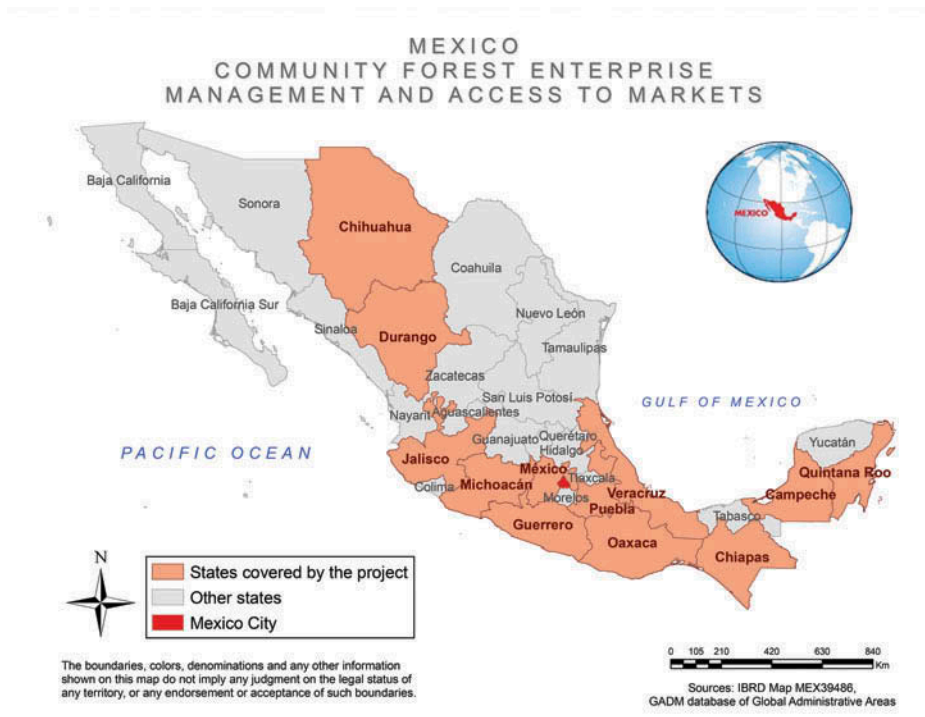 MEXICO
COMMUNITY FOREST ENTERPRISE
MANAGEMENT AND ACCESS TO MARKETS
Baja California
Sonora
Chihuahua
MEXICO
Coahuila
Baja California Sur
Nuevo León
Sinaloa
Durango
Tamaulipas
Zacatecas
San Luis Potosí
GULF OF MEXICO
Nayarit
Aguascalientes
Guanajuato
Querétaro
Hidalgo
Yucatán
PACIFIC OCEAN
Jalisco
México
Tlaxcala
Quintana Roo
Colima
Michoacán
Morelos
Veracruz
Campeche
Puebla
Tabasco
Guerrero
Oaxaca
Chiapas
N
States covered by the project
Other states
Mexico City
The boundaries, colors, denominations and any other information
shown on this map do not imply any judgment on the legal status of
any territory, or any endorsement or acceptance of such boundaries.
0 105 210 420 630 840
Km
Sources: IBRD Map MEX39486,
GADM database of Global Administrative Areas